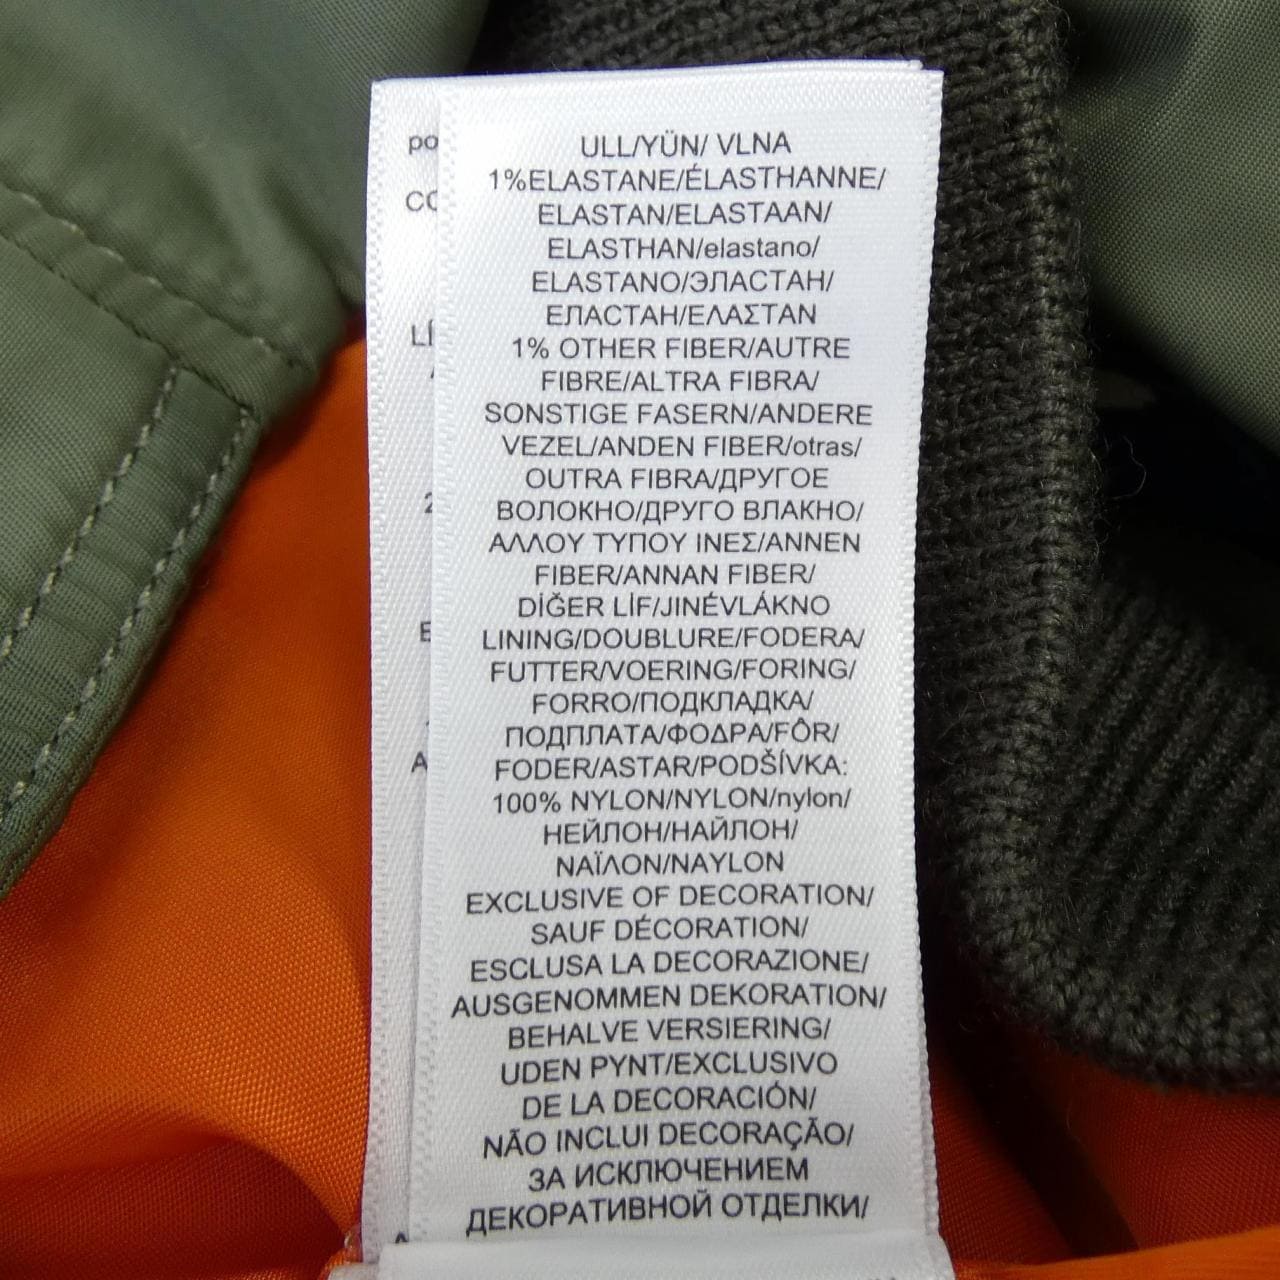 ULL/YÜN/ VLNA
1%ELASTANE/ÉLASTHANNE/
ELASTAN/ELASTAAN/
ELASTHAN/elastano/
ELASTANO/ЭЛАСТАН/
ЕЛАСТАН/ΕΛΑΣΤΑΝ
1% OTHER FIBER/AUTRE
FIBRE/ALTRA FIBRA/
SONSTIGE FASERN/ANDERE
VEZEL/ANDEN FIBER/otras/
OUTRA FIBRA/ДРУГОЕ
ВОЛОКНО/ДРУГО ВЛАКНО/
ΑΛΛΟΥ ΤΥΠΟΥ ΙΝΕΣ/ANNEN
FIBER/ANNAN FIBER/
DİĞER LİF/JINÉVLÁKNO
LINING/DOUBLURE/FODERA/
FUTTER/VOERING/FORING/
FORRO/ПОДКЛАДКА/
ПОДПЛАТА/ΦΟΔΡΑ/FÔR/
FODER/ASTAR/PODŠÍVKA:
100% NYLON/NYLON/nylon/
НЕЙЛОН/НАЙЛОН/
ΝΑΪΛΟΝ/NAYLON
EXCLUSIVE OF DECORATION/
SAUF DÉCORATION/
ESCLUSA LA DECORAZIONE/
AUSGENOMMEN DEKORATION/
BEHALVE VERSIERING/
UDEN PYNT/EXCLUSIVO
DE LA DECORACIÓN/
NÃO INCLUI DECORAÇÃO/
ЗА ИСКЛЮЧЕНИЕМ
ДЕКОРАТИВНОЙ ОТДЕЛКИ/